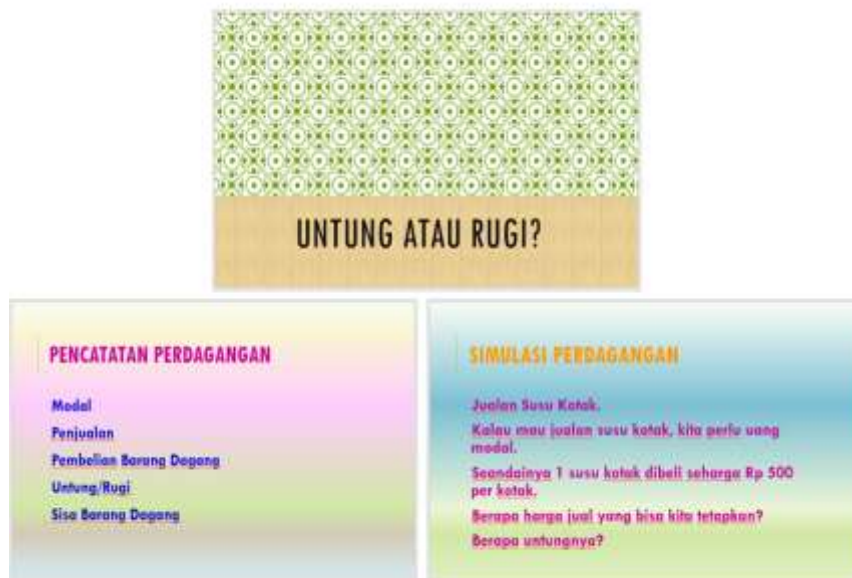 UNTUNG ATAU RUGI?
PENCATATAN PERDAGANGAN
Modal
Penjualan
Pembelian Barang Dagang
Untung/Rugi
Sisa Barang Dagang
SIMULASI PERDAGANGAN
Jualan Susu Kotak.
Kalau mau jualan susu kotak, kita perlu uang
modal.
Seandainya 1 susu kotak dibeli seharga Rp 500
per kotak.
Berapa harga jual yang bisa kita tetapkan?
Berapa untungnya?